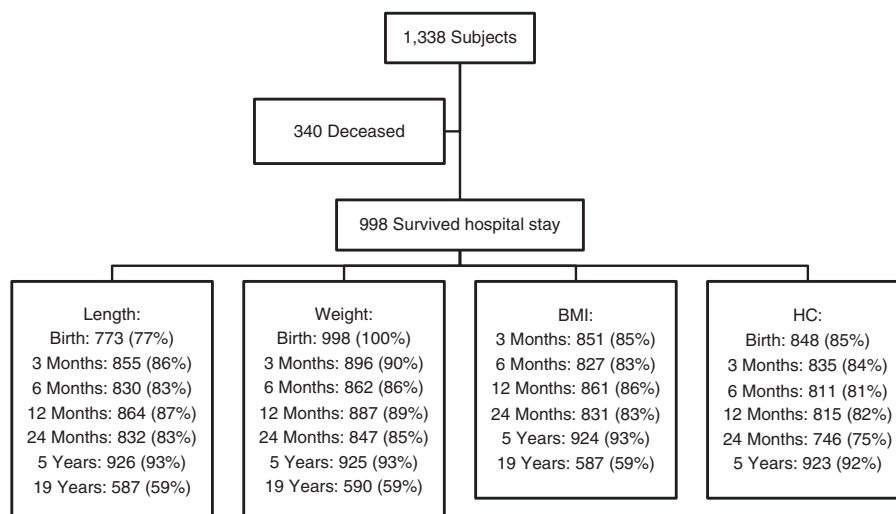 1,338 Subjects
340 Deceased
998 Survived hospital stay
Length:
Birth: 773 (77%)
3 Months: 855 (86%)
6 Months: 830 (83%)
12 Months: 864 (87%)
24 Months: 832 (83%)
5 Years: 926 (93%)
19 Years: 587 (59%)
Weight:
Birth: 998 (100%)
3 Months: 896 (90%)
6 Months: 862 (86%)
12 Months: 887 (89%)
24 Months: 847 (85%)
5 Years: 925 (93%)
19 Years: 590 (59%)
BMI:
3 Months: 851 (85%)
6 Months: 827 (83%)
12 Months: 861 (86%)
24 Months: 831 (83%)
5 Years: 924 (93%)
19 Years: 587 (59%)
HC:
Birth: 848 (85%)
3 Months: 835 (84%)
6 Months: 811 (81%)
12 Months: 815 (82%)
24 Months: 746 (75%)
5 Years: 923 (92%)